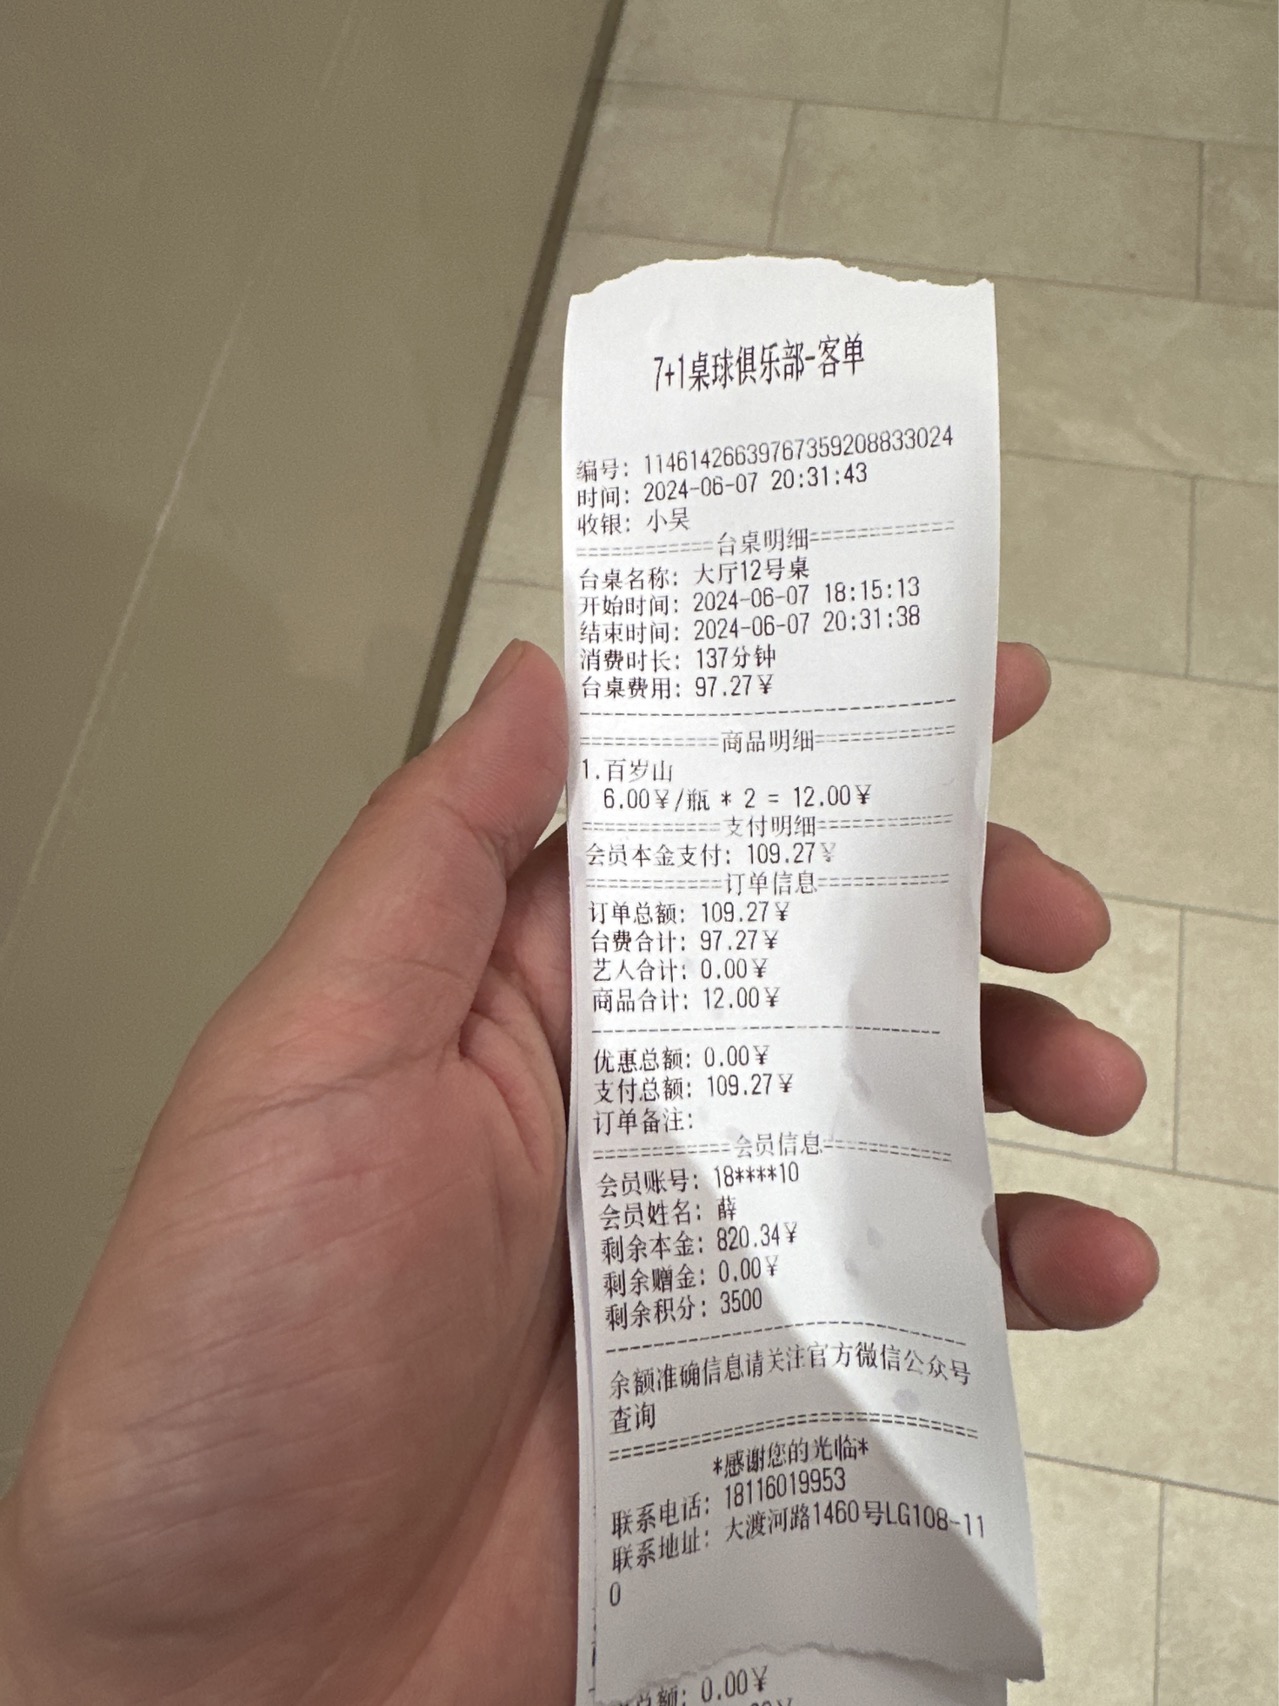 7+1桌球俱乐部-客单
编号: 1146142663976735920883​3024
时间: 2024-06-07 20:31:43
收银: 小吴
===========台桌明细===========
台桌名称: 大厅12号桌
开始时间: 2024-06-07 18:15:13
结束时间: 2024-06-07 20:31:38
消费时长: 137分钟
台桌费用: 97.27¥
--------------------------------
===========商品明细===========
1.百岁山
6.00¥/瓶 * 2 = 12.00¥
===========支付明细===========
会员本金支付: 109.27¥
===========订单信息===========
订单总额: 109.27¥
台费合计: 97.27¥
艺人合计: 0.00¥
商品合计: 12.00¥
--------------------------------
优惠总额: 0.00¥
支付总额: 109.27¥
订单备注:
===========会员信息===========
会员账号: 18****10
会员姓名: 薛
剩余本金: 820.34¥
剩余赠金: 0.00¥
剩余积分: 3500
--------------------------------
余额准确信息请关注官方微信公众号
查询
================================
*感谢您的光临*
联系电话: 18116019953
联系地址: 大渡河路1460号LG108-11
0
总额: 0.00¥